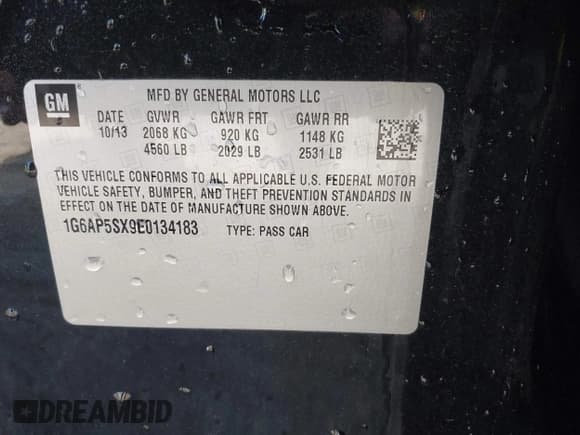 GM
MFD BY GENERAL MOTORS LLC
DATE GVWR GAWR FRT GAWR RR
10/13 2068 KG 920 KG 1148 KG
4560 LB 2029 LB 2531 LB
THIS VEHICLE CONFORMS TO ALL APPLICABLE U.S. FEDERAL MOTOR
VEHICLE SAFETY, BUMPER, AND THEFT PREVENTION STANDARDS IN
EFFECT ON THE DATE OF MANUFACTURE SHOWN ABOVE.
1G6AP5SX9E0134183 TYPE: PASS CAR
DREAMBID